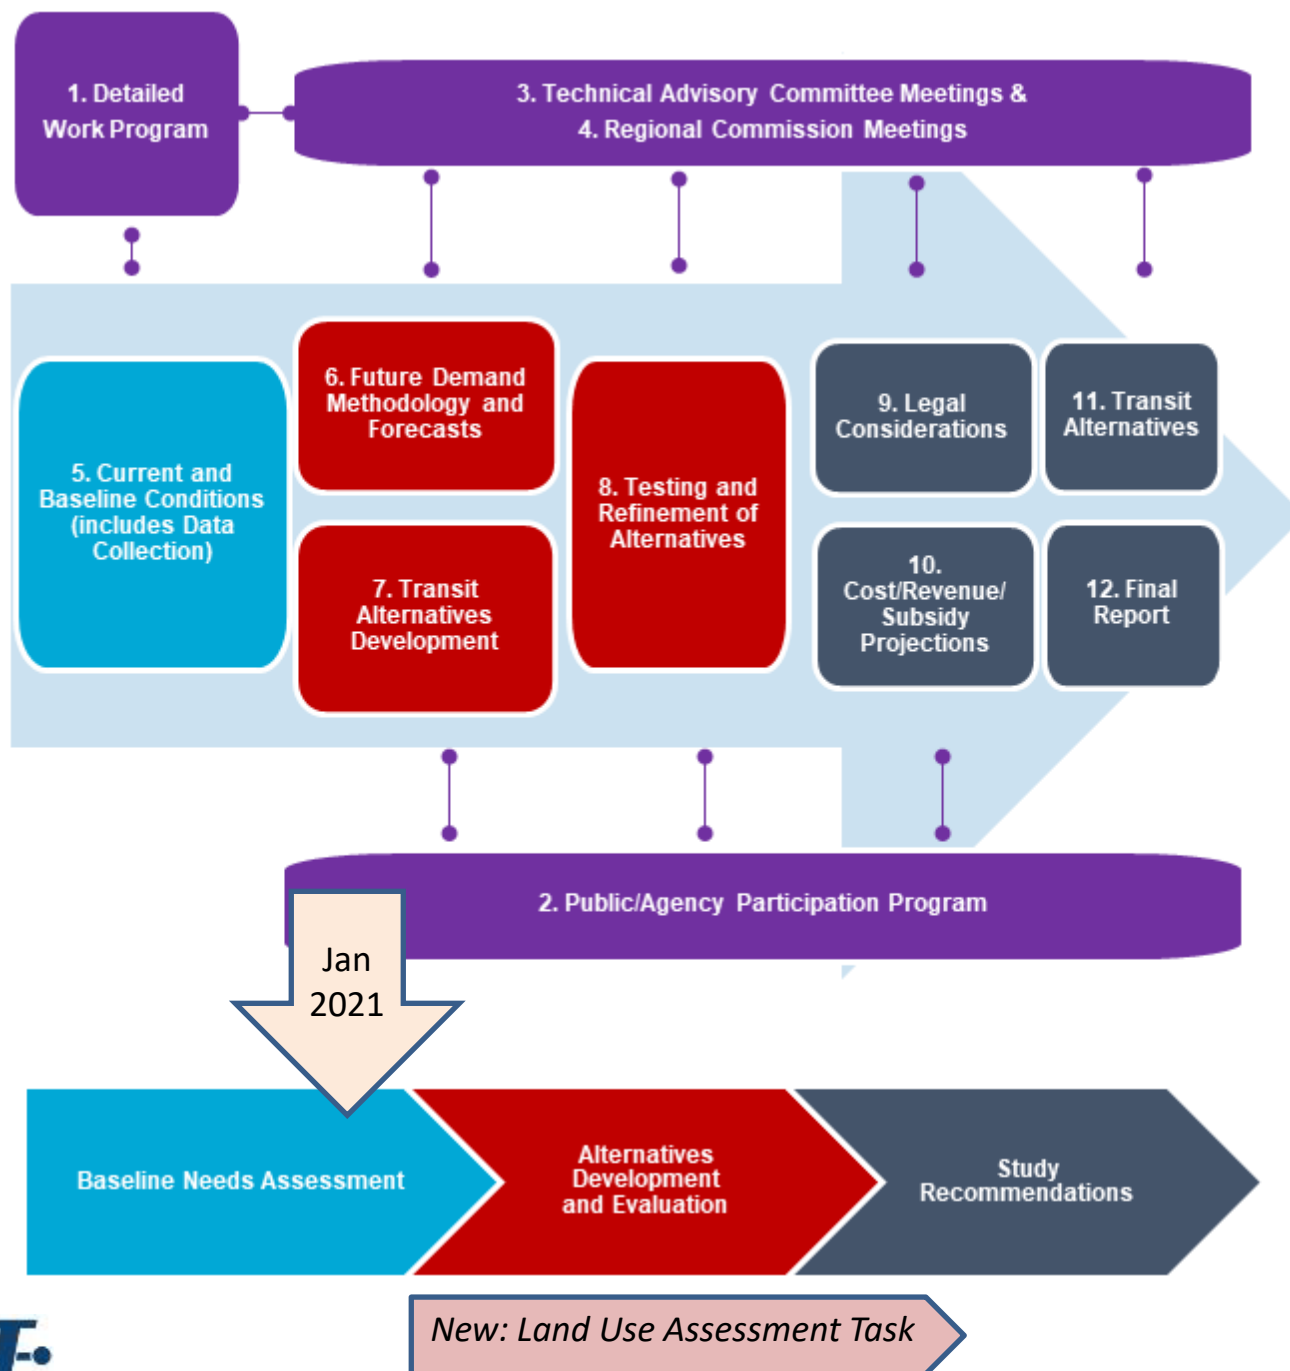 1. Detailed
Work Program
3. Technical Advisory Committee Meetings &
4. Regional Commission Meetings
5. Current and
Baseline Conditions
(includes Data
Collection)
6. Future Demand
Methodology and
Forecasts
7. Transit
Alternatives
Development
8. Testing and
Refinement of
Alternatives
9. Legal
Considerations
10.
Cost/Revenue/
Subsidy
Projections
11. Transit
Alternatives
12. Final
Report
2. Public/Agency Participation Program
Jan
2021
Baseline Needs Assessment
Alternatives
Development
and Evaluation
Study
Recommendations
New: Land Use Assessment Task